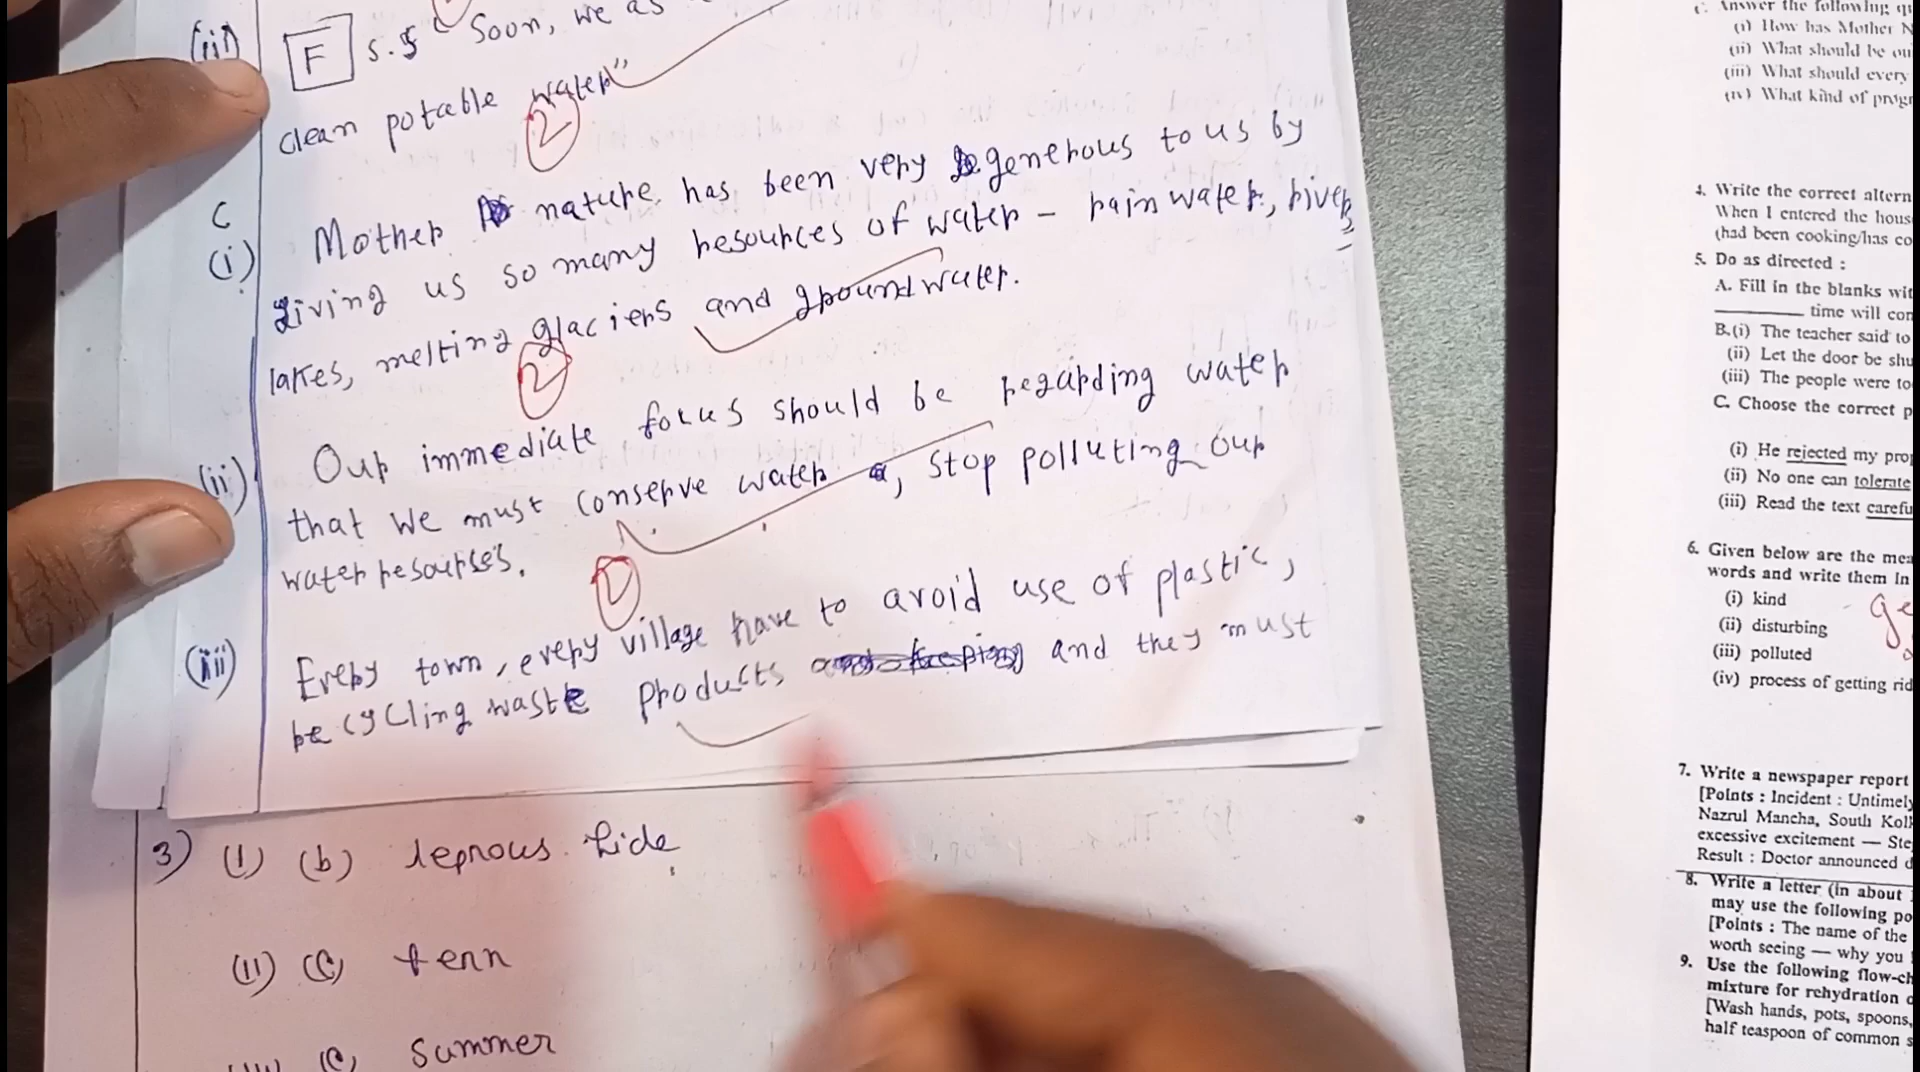 (iii) F S.S "Soon, we as
clean potable water"
2
C
(i) Mother nature has been very generous to us by
giving us so many resources of water - rain water, rivers,
lakes, melting glaciers and groundwater.
2
(ii) Our immediate focus should be regarding water
that we must conserve water, stop polluting our
water resources.
(iii) Every town, every village have to avoid use of plastic,
recycling waste products and they must
3) (i) (b) leprous hide
(ii) (c) fern
(c) summer
C. Answer the following
(i) How has Mother N
(ii) What should be ou
(iii) What should every
(iv) What kind of progr
4. Write the correct altern
When I entered the hous
(had been cooking/has co
5. Do as directed :
A. Fill in the blanks wit
time will con
B.(i) The teacher said to
(ii) Let the door be shu
(iii) The people were to
C. Choose the correct p
(i) He rejected my prop
(ii) No one can tolerate
(iii) Read the text carefu
6. Given below are the mea
words and write them in
(i) kind
(ii) disturbing
(iii) polluted
(iv) process of getting rid
ge
7. Write a newspaper report
[Points : Incident : Untimely
Nazrul Mancha, South Kolk
excessive excitement — Ste
Result : Doctor announced d
8. Write a letter (in about
may use the following po
[Points : The name of the
worth seeing — why you
9. Use the following flow-ch
mixture for rehydration o
[Wash hands, pots, spoons,
half teaspoon of common s